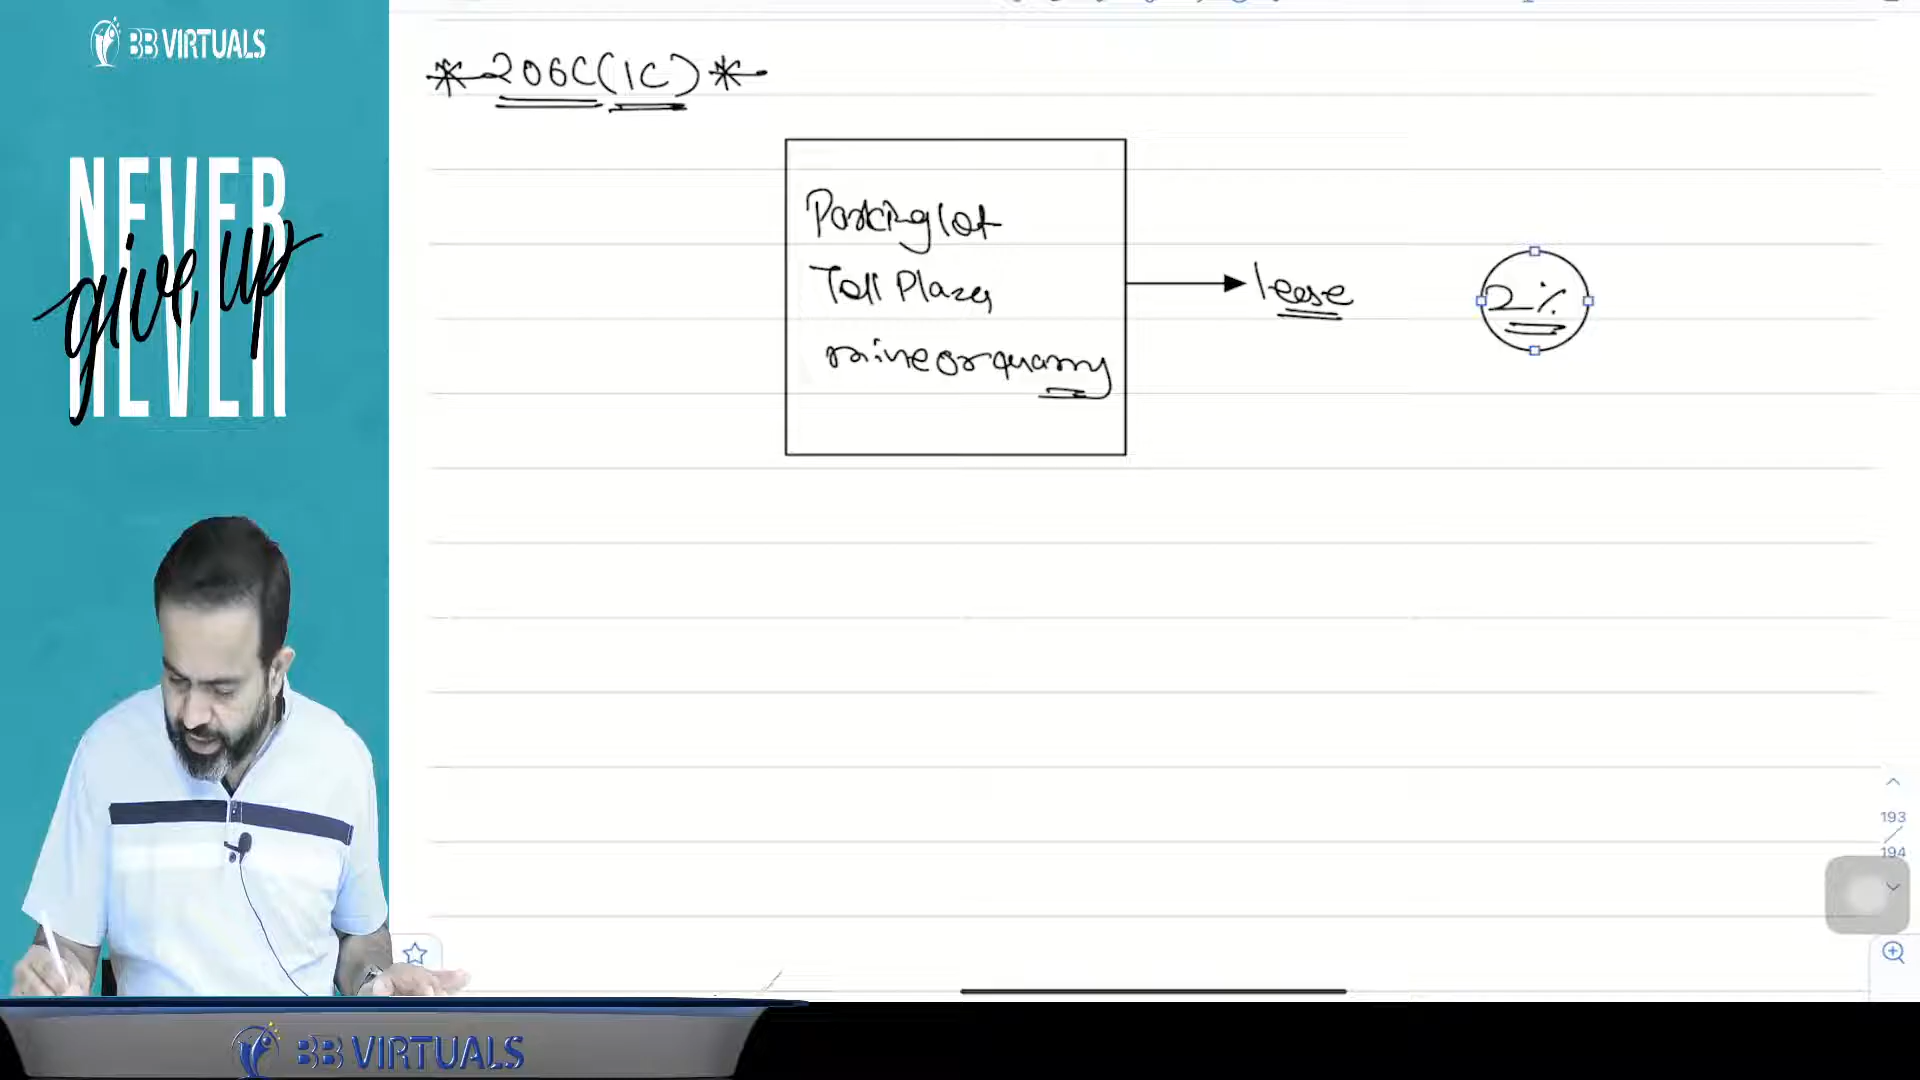 BB VIRTUALS
*206C(1C)*
NEVER
give up
NEVER
Parking lot
Toll Plaza
mine or quarry
lease
2%
193
194
BB VIRTUALS